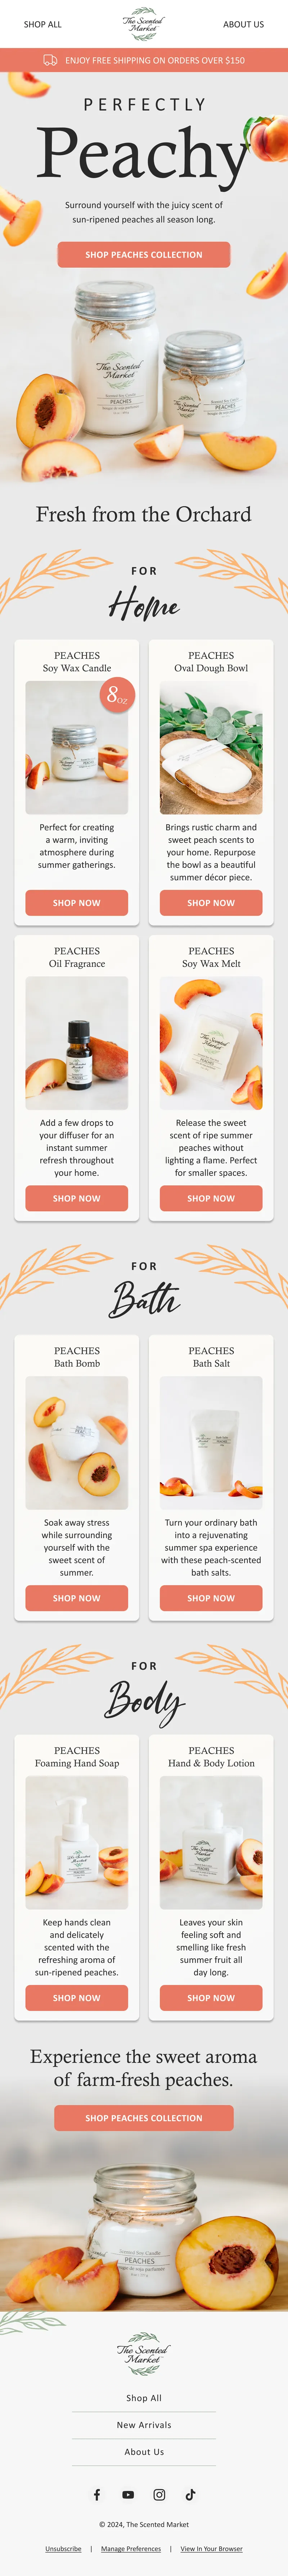 SHOP ALL
The Scented
Market
ABOUT US
ENJOY FREE SHIPPING ON ORDERS OVER $150
PERFECTLY
Peachy
Surround yourself with the juicy scent of
sun-ripened peaches all season long.
SHOP PEACHES COLLECTION
The Scented
Market
PEACHES
The Scented
Market
PEACHES
Fresh from the Orchard
FOR
Home
PEACHES
Soy Wax Candle
8oz
Perfect for creating
a warm, inviting
atmosphere during
summer gatherings.
SHOP NOW
PEACHES
Oval Dough Bowl
Brings rustic charm and
sweet peach scents to
your home. Repurpose
the bowl as a beautiful
summer décor piece.
SHOP NOW
PEACHES
Oil Fragrance
Add a few drops to
your diffuser for an
instant summer
refresh throughout
your home.
SHOP NOW
PEACHES
Soy Wax Melt
Release the sweet
scent of ripe summer
peaches without
lighting a flame. Perfect
for smaller spaces.
SHOP NOW
FOR
Bath
PEACHES
Bath Bomb
Soak away stress
while surrounding
yourself with the
sweet scent of
summer.
SHOP NOW
PEACHES
Bath Salt
Turn your ordinary bath
into a rejuvenating
summer spa experience
with these peach-scented
bath salts.
SHOP NOW
FOR
Body
PEACHES
Foaming Hand Soap
Keep hands clean
and delicately
scented with the
refreshing aroma of
sun-ripened peaches.
SHOP NOW
PEACHES
Hand & Body Lotion
Leaves your skin
feeling soft and
smelling like fresh
summer fruit all
day long.
SHOP NOW
Experience the sweet aroma
of farm-fresh peaches.
SHOP PEACHES COLLECTION
Scented Soy Candle
PEACHES
The Scented
Market
Shop All
New Arrivals
About Us
© 2024, The Scented Market
Unsubscribe | Manage Preferences | View In Your Browser